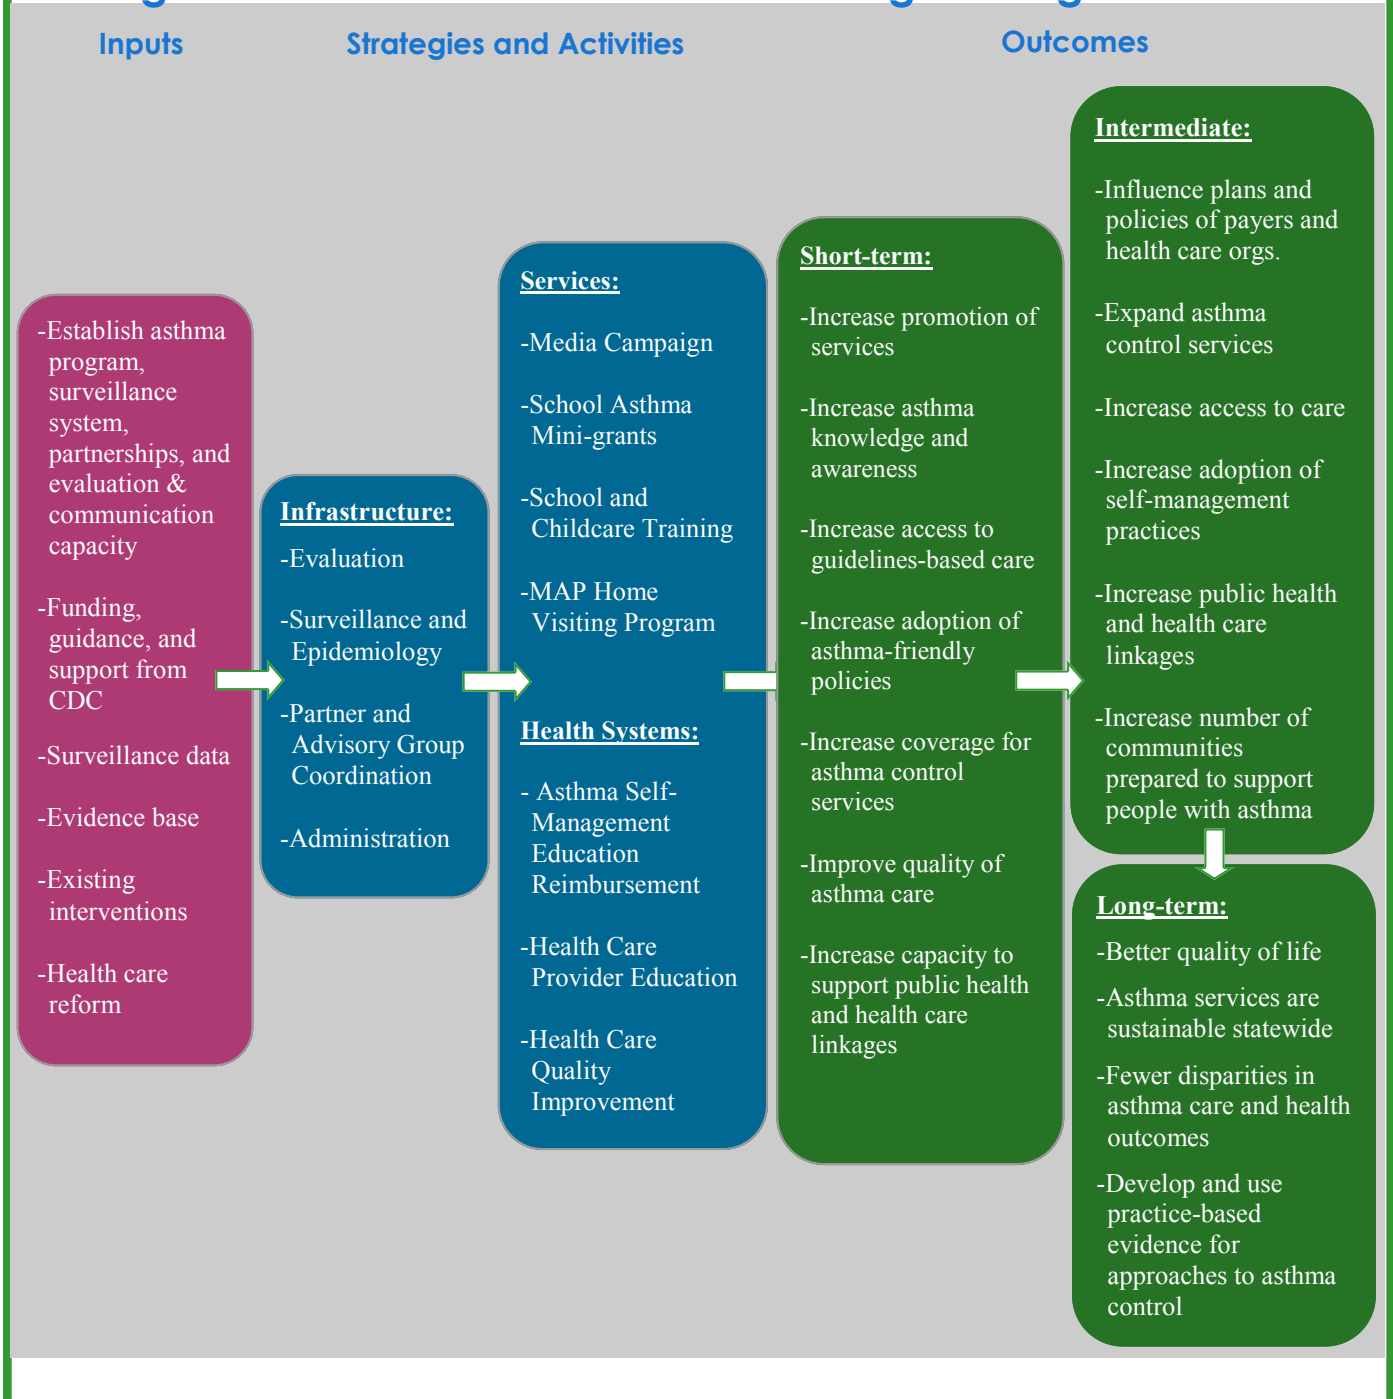 Inputs
Strategies and Activities
Outcomes
-Establish asthma
program,
surveillance
system,
partnerships, and
evaluation &
communication
capacity
-Funding,
guidance, and
support from
CDC
-Surveillance data
-Evidence base
-Existing
interventions
-Health care
reform
Infrastructure:
-Evaluation
-Surveillance and
Epidemiology
-Partner and
Advisory Group
Coordination
-Administration
Services:
-Media Campaign
-School Asthma
Mini-grants
-School and
Childcare Training
-MAP Home
Visiting Program
Health Systems:
- Asthma Self-
Management
Education
Reimbursement
-Health Care
Provider Education
-Health Care
Quality
Improvement
Short-term:
-Increase promotion of
services
-Increase asthma
knowledge and
awareness
-Increase access to
guidelines-based care
-Increase adoption of
asthma-friendly
policies
-Increase coverage for
asthma control
services
-Improve quality of
asthma care
-Increase capacity to
support public health
and health care
linkages
Intermediate:
-Influence plans and
policies of payers and
health care orgs.
-Expand asthma
control services
-Increase access to care
-Increase adoption of
self-management
practices
-Increase public health
and health care
linkages
-Increase number of
communities
prepared to support
people with asthma
Long-term:
-Better quality of life
-Asthma services are
sustainable statewide
-Fewer disparities in
asthma care and health
outcomes
-Develop and use
practice-based
evidence for
approaches to asthma
control